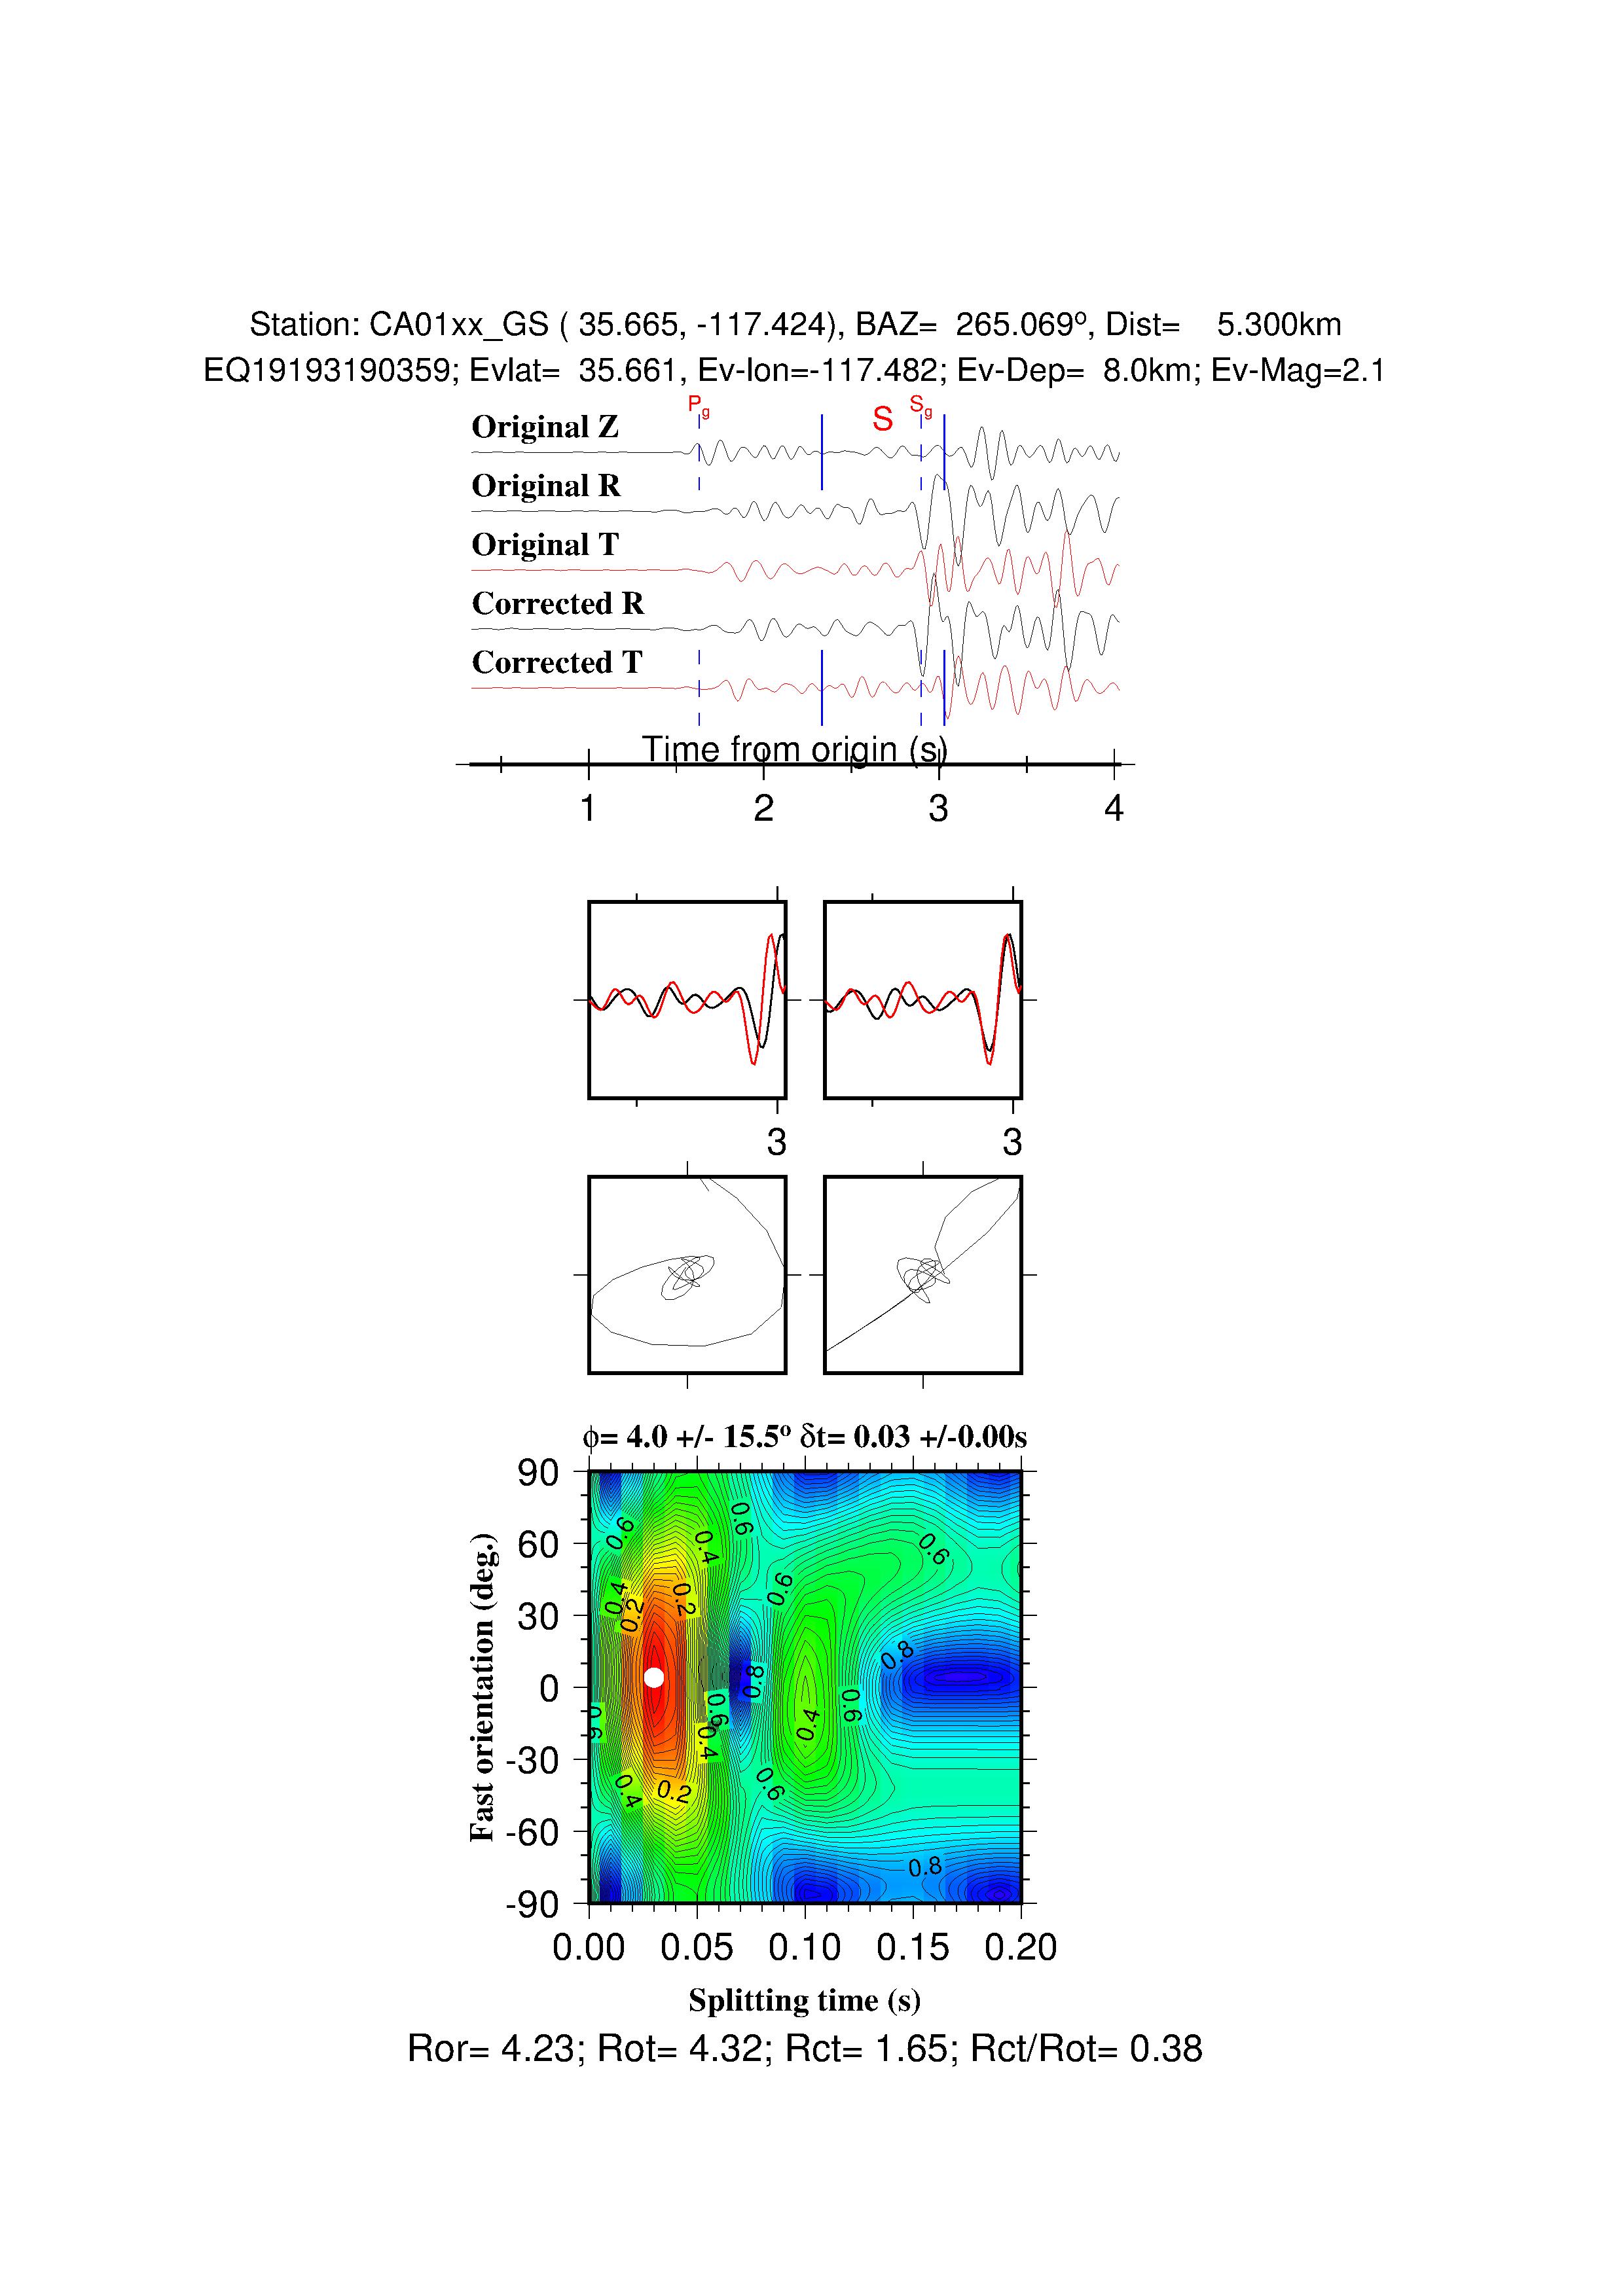 Station: CA01xx_GS ( 35.665, -117.424), BAZ= 265.069º, Dist= 5.300km
EQ19193190359; Evlat= 35.661, Ev-lon=-117.482; Ev-Dep= 8.0km; Ev-Mag=2.1
Pg S Sg
Original Z
Original R
Original T
Corrected R
Corrected T
Time from origin (s)
1 2 3 4
3 3
ϕ= 4.0 +/- 15.5º δt= 0.03 +/-0.00s
Fast orientation (deg.)
90
60
30
0
-30
-60
-90
0.6 0.4 0.6 0.6
0.4 0.2 0.2 0.6
0.8 0.8
0.6 0.6 0.4 0.4 0.6
0.4 0.2 0.6
0.8
0.00 0.05 0.10 0.15 0.20
Splitting time (s)
Ror= 4.23; Rot= 4.32; Rct= 1.65; Rct/Rot= 0.38